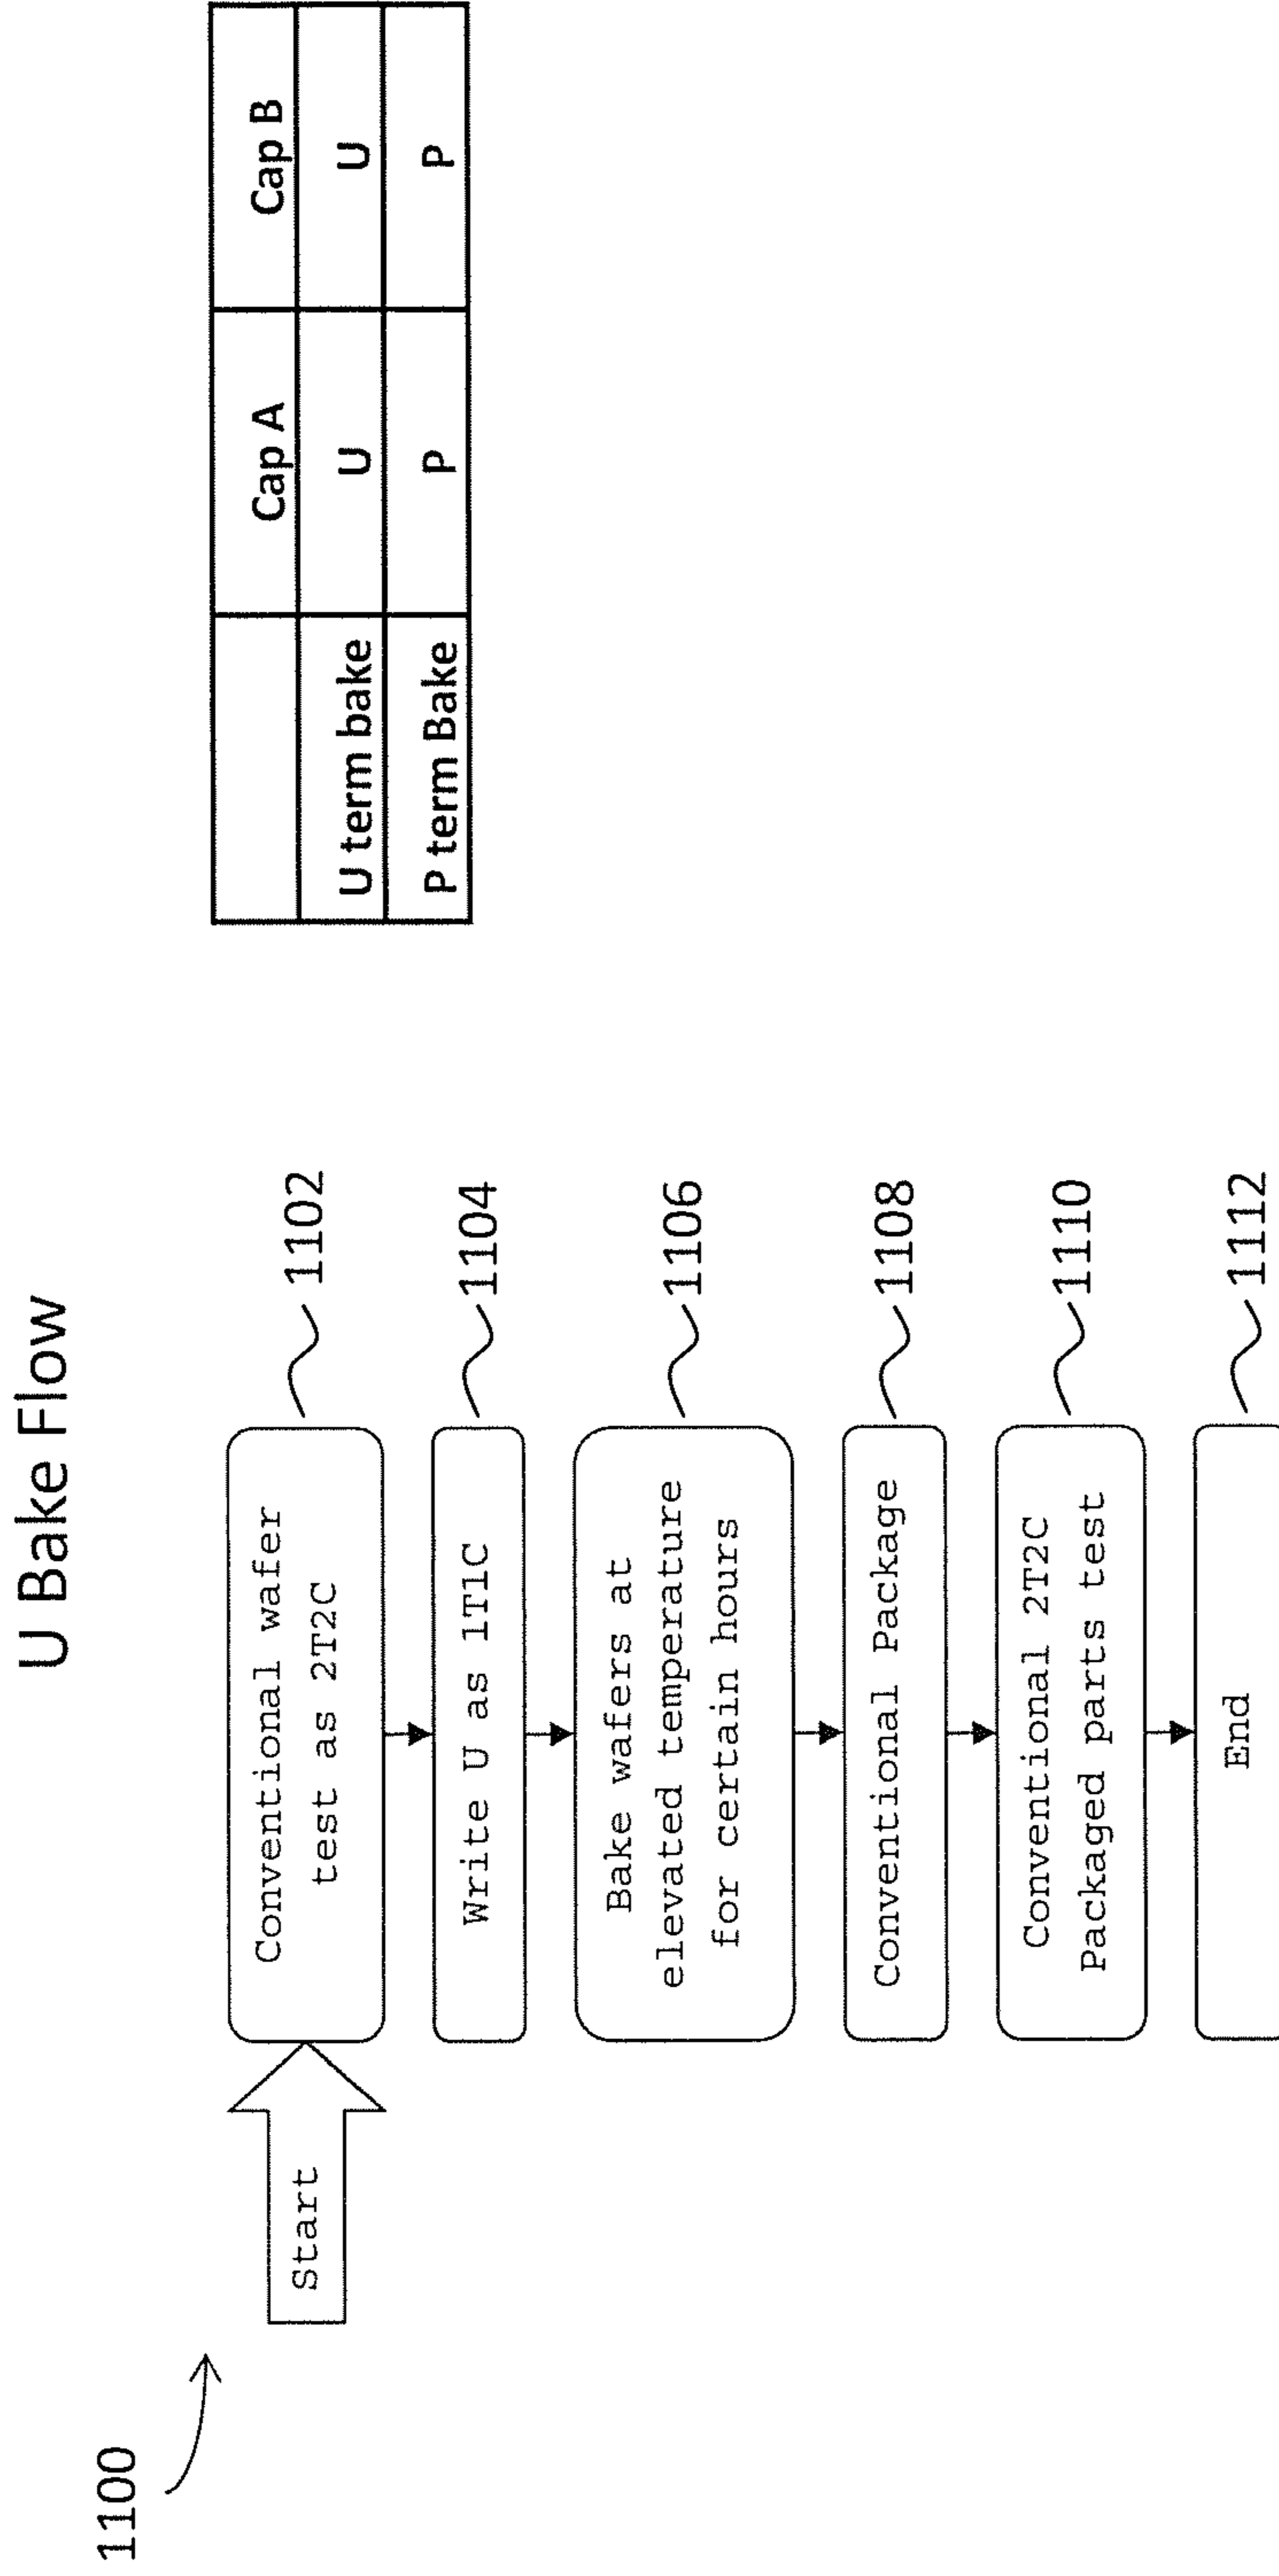 U Bake Flow
1100
Start
Conventional wafer
test as 2T2C
1102
Write U as 1T1C
1104
Bake wafers at
elevated temperature
for certain hours
1106
Conventional Package
1108
Conventional 2T2C
Packaged parts test
1110
End
1112
Cap A Cap B
U term bake U U
P term Bake P P